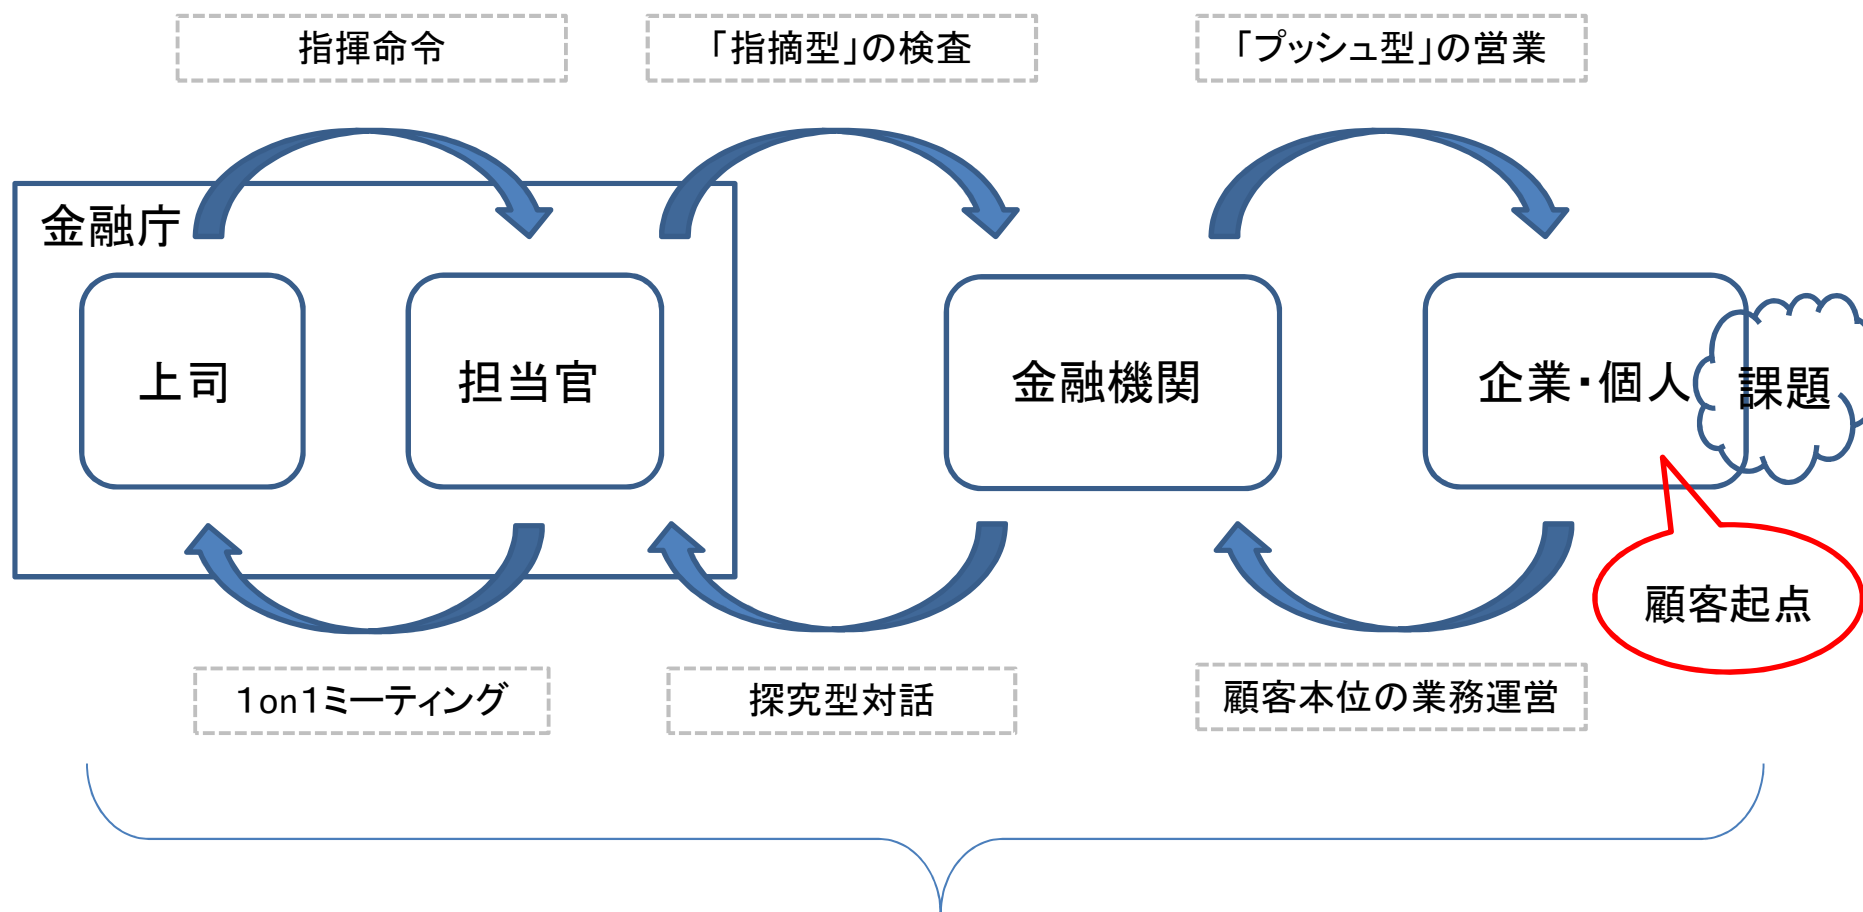 指揮命令
「指摘型」の検査
「プッシュ型」の営業
金融庁
上司
担当官
金融機関
企業・個人
課題
顧客起点
1on1ミーティング
探究型対話
顧客本位の業務運営